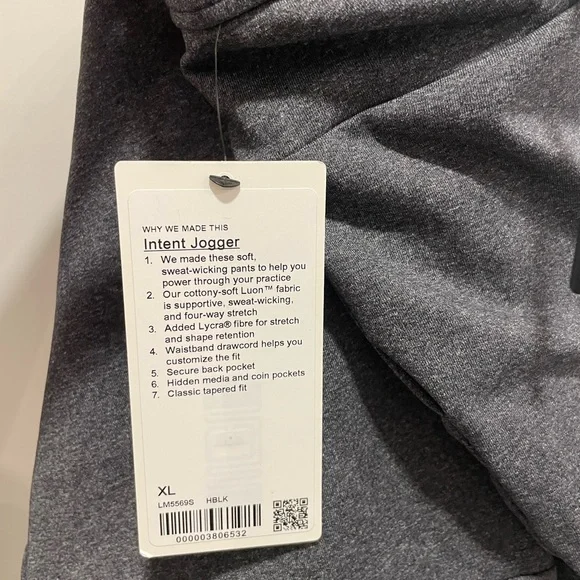 WHY WE MADE THIS
Intent Jogger
1. We made these soft,
sweat-wicking pants to help you
power through your practice
2. Our cottony-soft Luon™ fabric
is supportive, sweat-wicking,
and four-way stretch
3. Added Lycra® fibre for stretch
and shape retention
4. Waistband drawcord helps you
customize the fit
5. Secure back pocket
6. Hidden media and coin pockets
7. Classic tapered fit
XL
LM5569S HBLK
000003806532